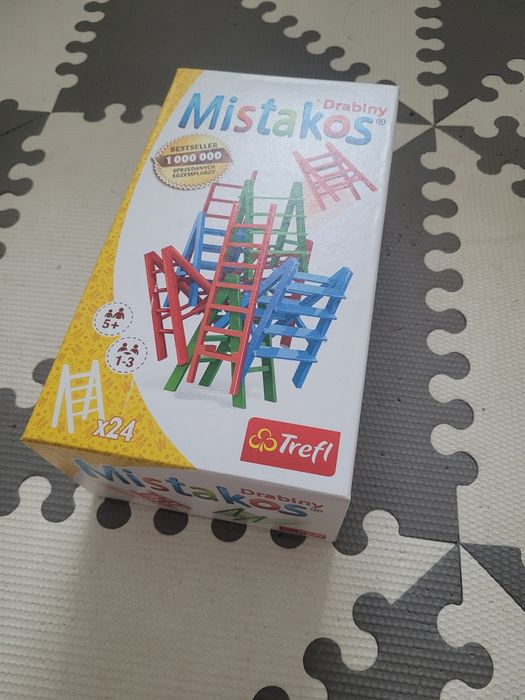 Drabiny
Mistakos®
BESTSELLER
1 000 000
SPRZEDANYCH
EGZEMPLARZY
5+
1-3
x24
Trefl
Drabiny
Mistakos